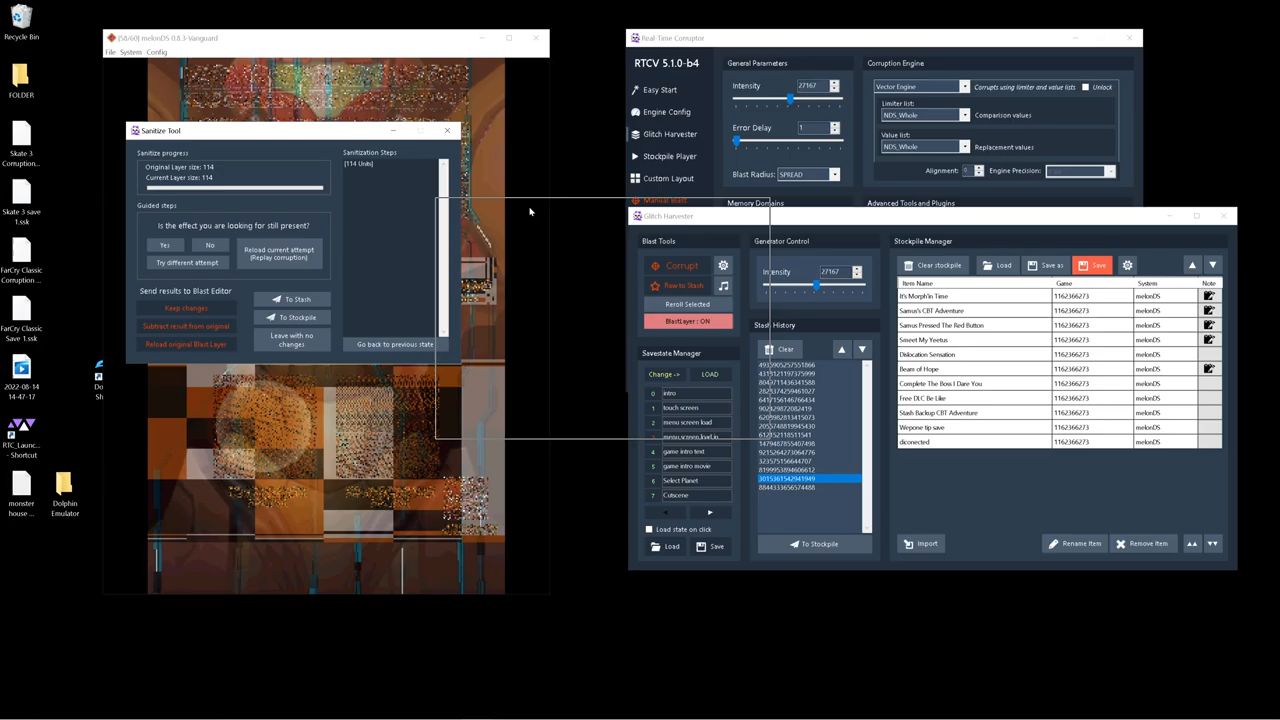 Recycle Bin
FOLDER
Skate 3
Corruption...
Skate 3 save
1.ssk
FarCry Classic
Corruption ...
FarCry Classic
Save 1.ssk
2022-08-14
14-47-17
RTC_Launc...
- Shortcut
monster
house ...
Dolphin
Emulator
[58/60] melonDS 0.8.3-Vanguard
File System Config
Sanitize Tool
Sanitize progress
Original Layer size: 114
Current Layer size: 114
Guided steps
Is the effect you are looking for still present?
Yes
No
Try different attempt
Reload current attempt
(Replay corruption)
Send results to Blast Editor
Keep changes
Subtract result from original
Reload original Blast Layer
To Stash
To Stockpile
Leave with no
changes
Sanitization Steps
[114 Units]
Go back to previous state
Real-Time Corruptor
RTCV 5.1.0-b4
Easy Start
Engine Config
Glitch Harvester
Stockpile Player
Custom Layout
Manual Blast
General Parameters
Intensity 27167
Error Delay 1
Blast Radius: SPREAD
Memory Domains
Corruption Engine
Vector Engine
Corrupts using limiter and value lists
Unlock
Limiter list:
NDS_Whole
Comparison values
Value list:
NDS_Whole
Replacement values
Alignment: 0
Engine Precision:
Advanced Tools and Plugins
Glitch Harvester
Blast Tools
Corrupt
Raw to Stash
Reroll Selected
BlastLayer : ON
Savestate Manager
Change -> LOAD
0 intro
1 touch screen
2 menu screen load
menu screen load in
4 game intro text
5 game intro movie
6 Select Planet
7 Cutscene
Load state on click
Load
Save
Generator Control
Intensity 27167
Stash History
Clear
3015361542941949
8844333656574488
To Stockpile
Stockpile Manager
Clear stockpile
Load
Save as
Save
Item Name Game System Note
It's Morph'in Time 1162366273 melonDS
Samus's CBT Adventure 1162366273 melonDS
Samus Pressed The Red Button 1162366273 melonDS
Smeet My Yeetus 1162366273 melonDS
Dislocation Sensation 1162366273 melonDS
Beam of Hope 1162366273 melonDS
Complete The Boss I Dare You 1162366273 melonDS
Free DLC Be Like 1162366273 melonDS
Stash Backup CBT Adventure 1162366273 melonDS
Wepone tip save 1162366273 melonDS
diconected 1162366273 melonDS
Import
Rename Item
Remove Item